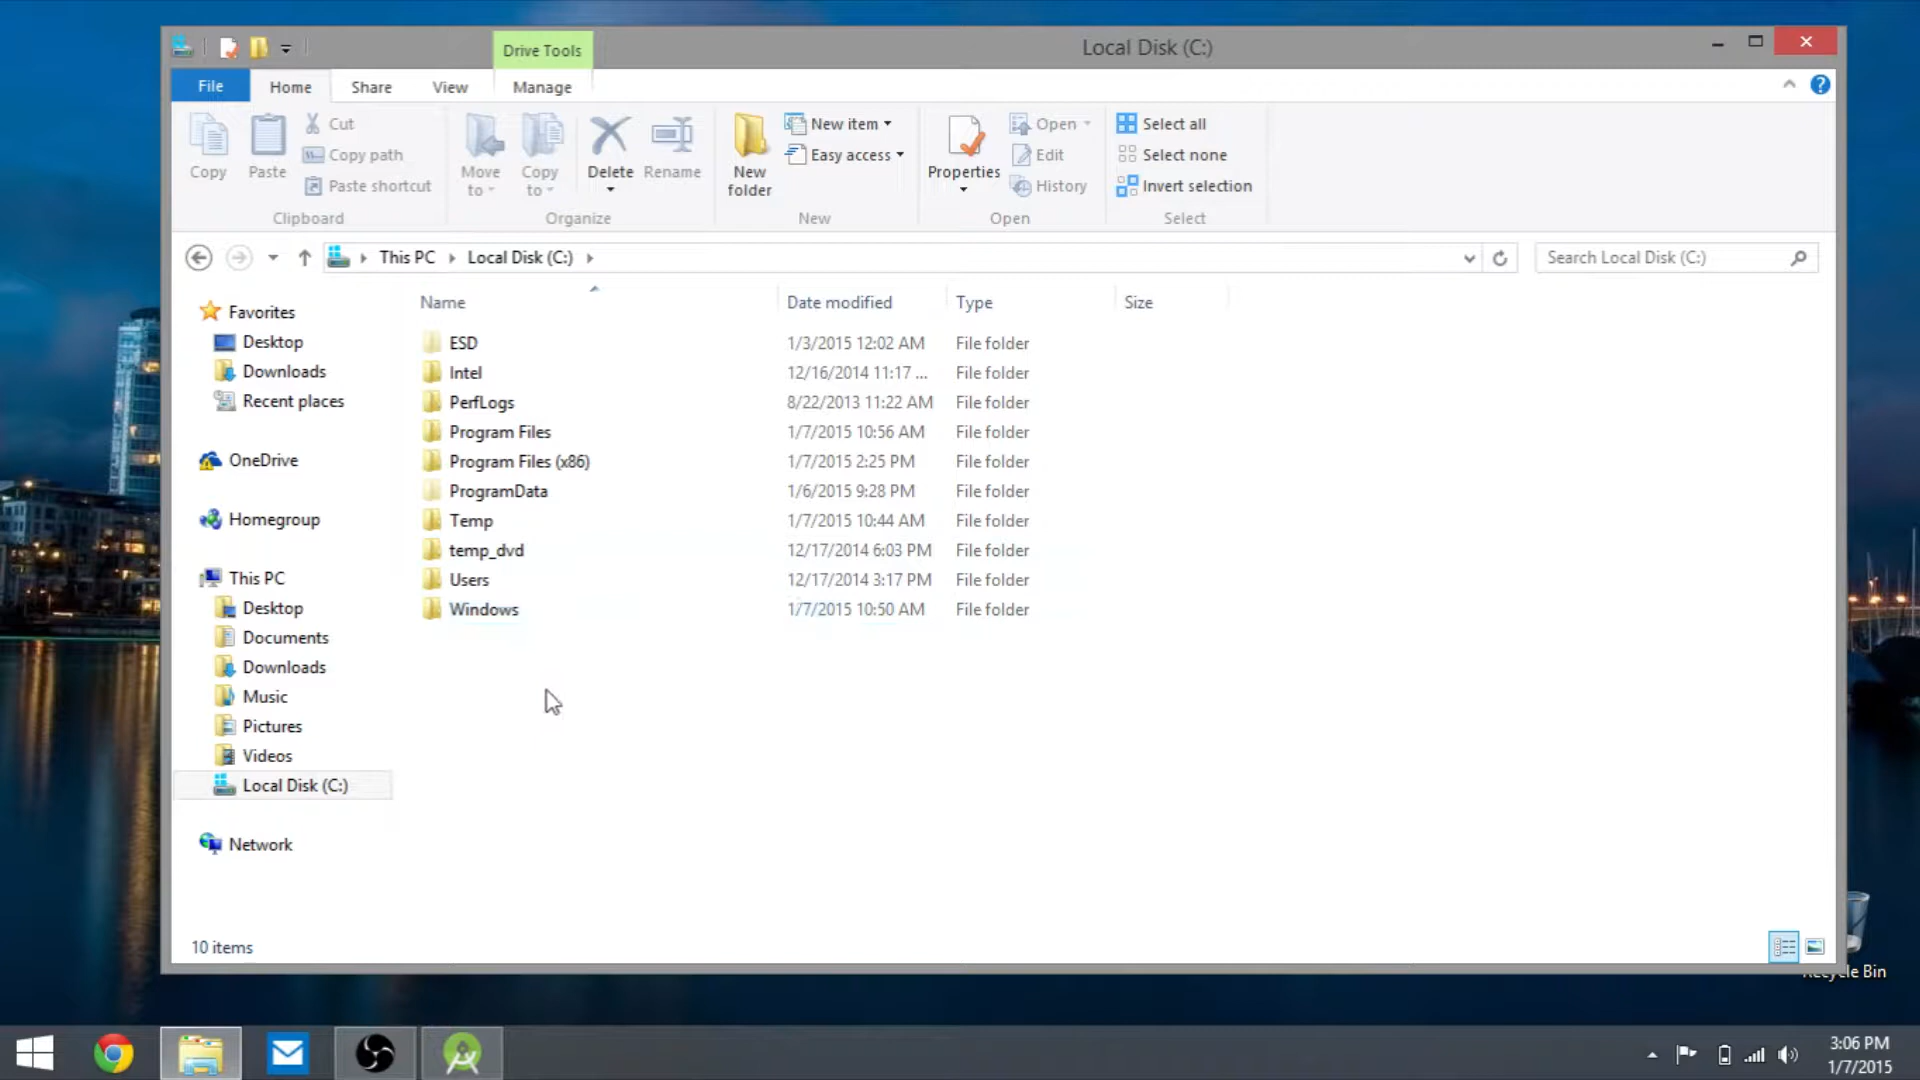 Drive Tools
Local Disk (C:)
File
Home
Share
View
Manage
Copy
Paste
Cut
Copy path
Paste shortcut
Clipboard
Move to
Copy to
Delete
Rename
Organize
New folder
New item
Easy access
New
Properties
Open
Edit
History
Open
Select all
Select none
Invert selection
Select
This PC
Local Disk (C:)
Search Local Disk (C:)
Favorites
Desktop
Downloads
Recent places
OneDrive
Homegroup
This PC
Desktop
Documents
Downloads
Music
Pictures
Videos
Local Disk (C:)
Network
Name Date modified Type Size
ESD 1/3/2015 12:02 AM File folder
Intel 12/16/2014 11:17 ... File folder
PerfLogs 8/22/2013 11:22 AM File folder
Program Files 1/7/2015 10:56 AM File folder
Program Files (x86) 1/7/2015 2:25 PM File folder
ProgramData 1/6/2015 9:28 PM File folder
Temp 1/7/2015 10:44 AM File folder
temp_dvd 12/17/2014 6:03 PM File folder
Users 12/17/2014 3:17 PM File folder
Windows 1/7/2015 10:50 AM File folder
10 items
Recycle Bin
3:06 PM
1/7/2015